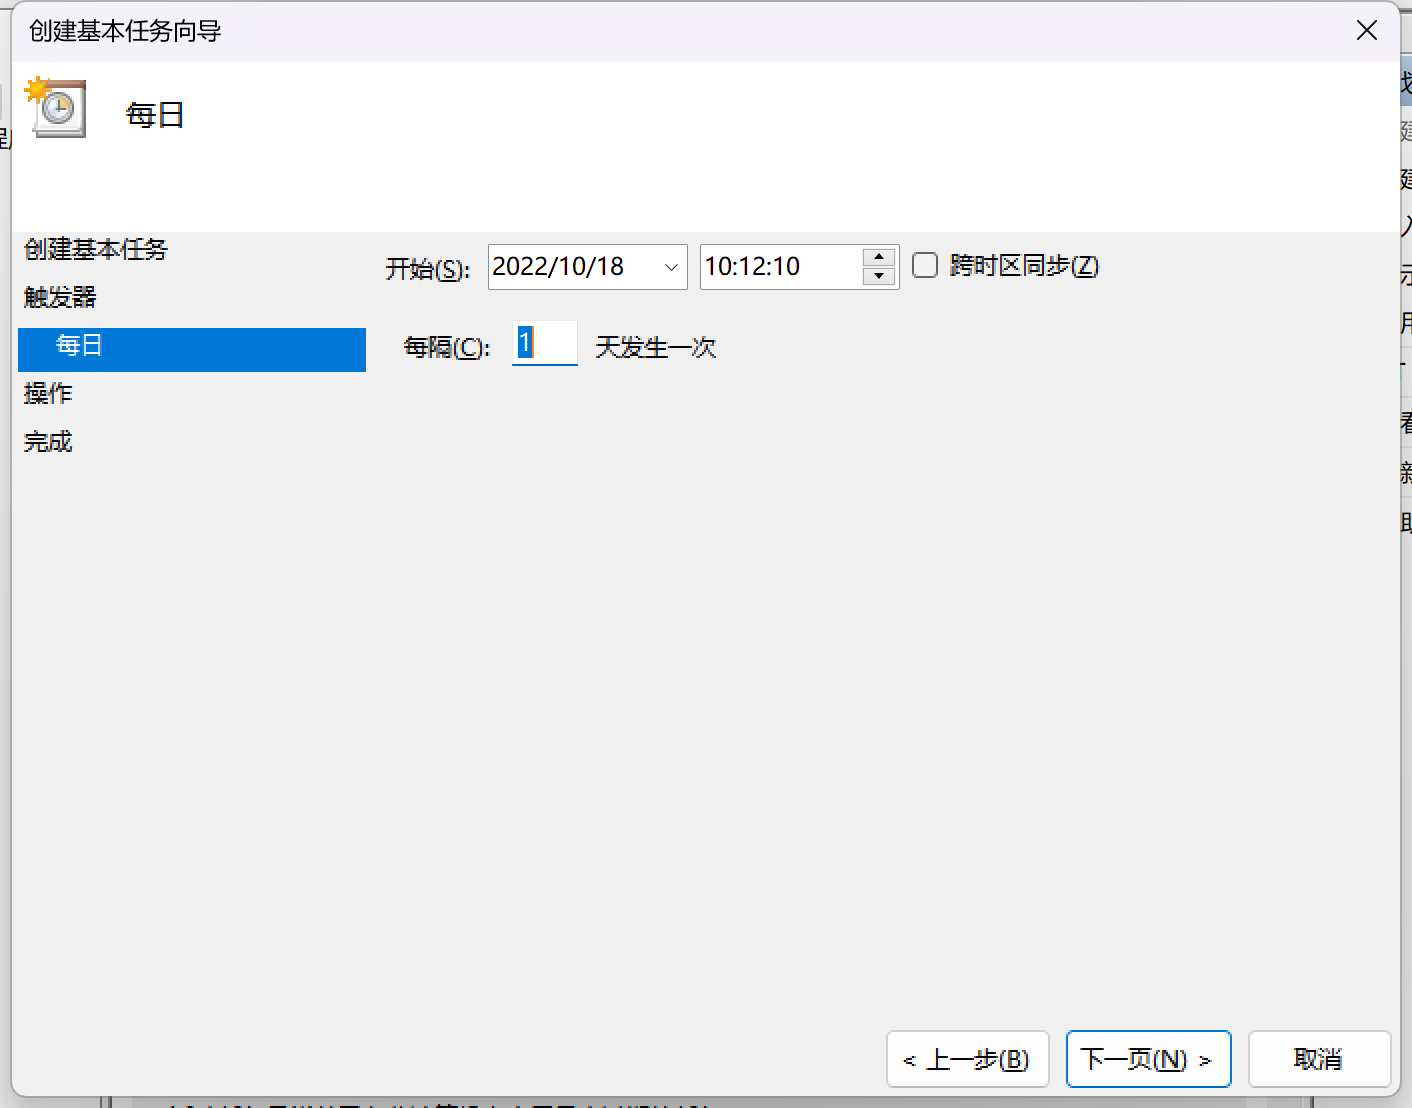 创建基本任务向导
每日
创建基本任务
触发器
每日
操作
完成
开始(S): 2022/10/18 10:12:10 跨时区同步(Z)
每隔(C): 1 天发生一次
< 上一步(B) 下一页(N) > 取消